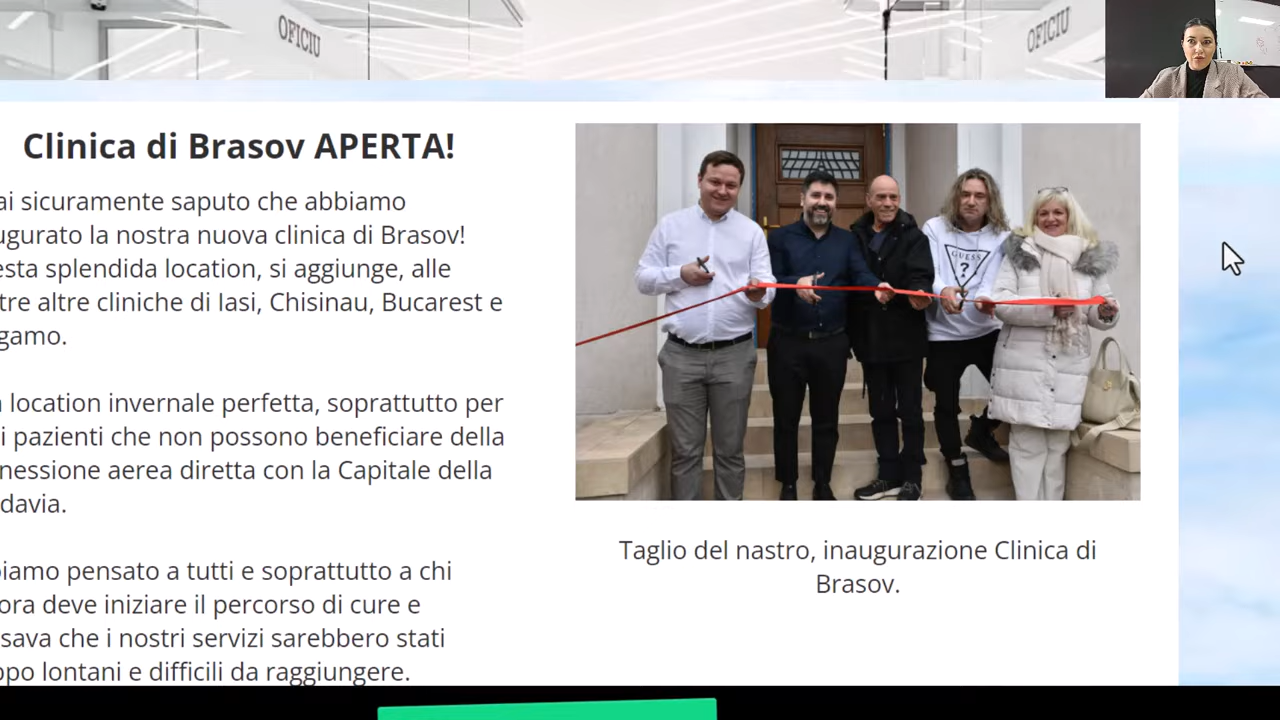 OFICIU
OFICIU
Clinica di Brasov APERTA!
ai sicuramente saputo che abbiamo
ugurato la nostra nuova clinica di Brasov!
esta splendida location, si aggiunge, alle
tre altre cliniche di Iasi, Chisinau, Bucarest e
gamo.
location invernale perfetta, soprattutto per
i pazienti che non possono beneficiare della
nessione aerea diretta con la Capitale della
davia.
iamo pensato a tutti e soprattutto a chi
ora deve iniziare il percorso di cure e
sava che i nostri servizi sarebbero stati
ppo lontani e difficili da raggiungere.
GUESS
?
Taglio del nastro, inaugurazione Clinica di
Brasov.